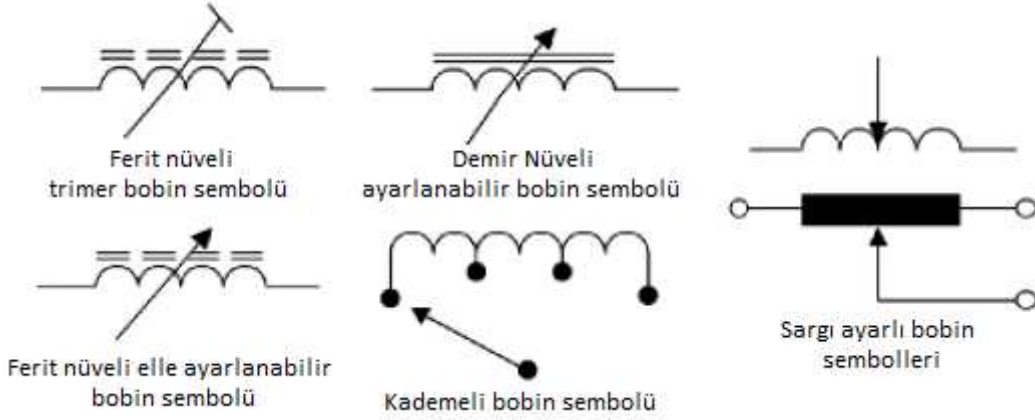 Ferit nüveli
trimer bobin sembolü
Demir Nüveli
ayarlanabilir bobin sembolü
Ferit nüveli elle ayarlanabilir
bobin sembolü
Kademeli bobin sembolü
Sargı ayarlı bobin
sembolleri